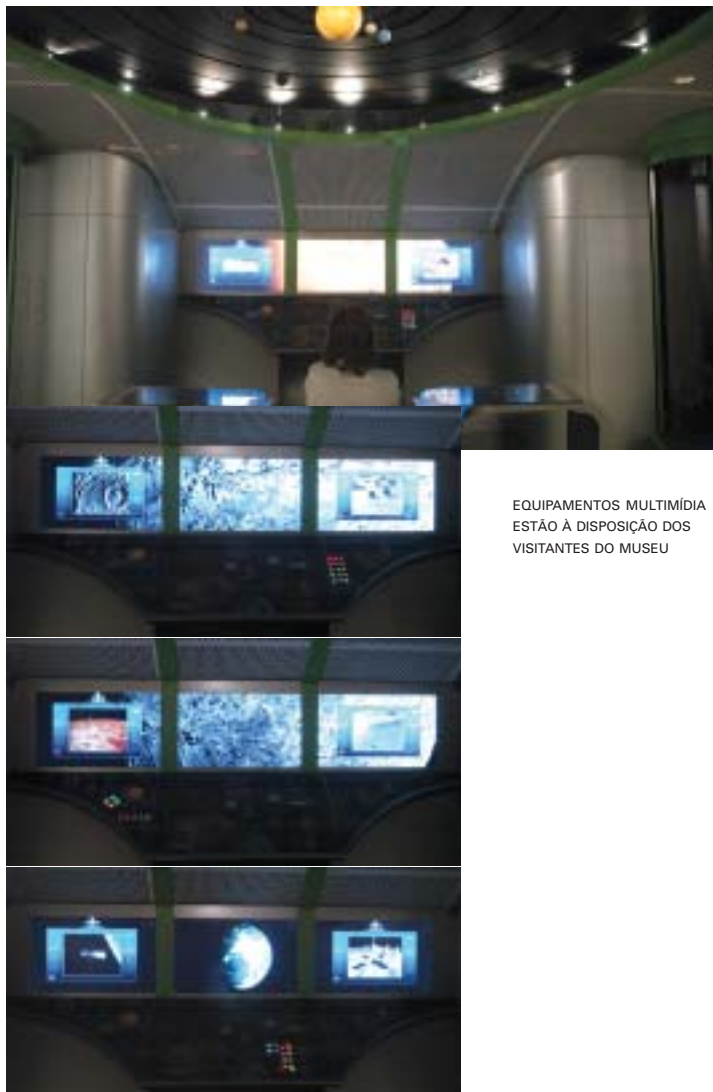 EQUIPAMENTOS MULTIMÍDIA
ESTÃO À DISPOSIÇÃO DOS
VISITANTES DO MUSEU